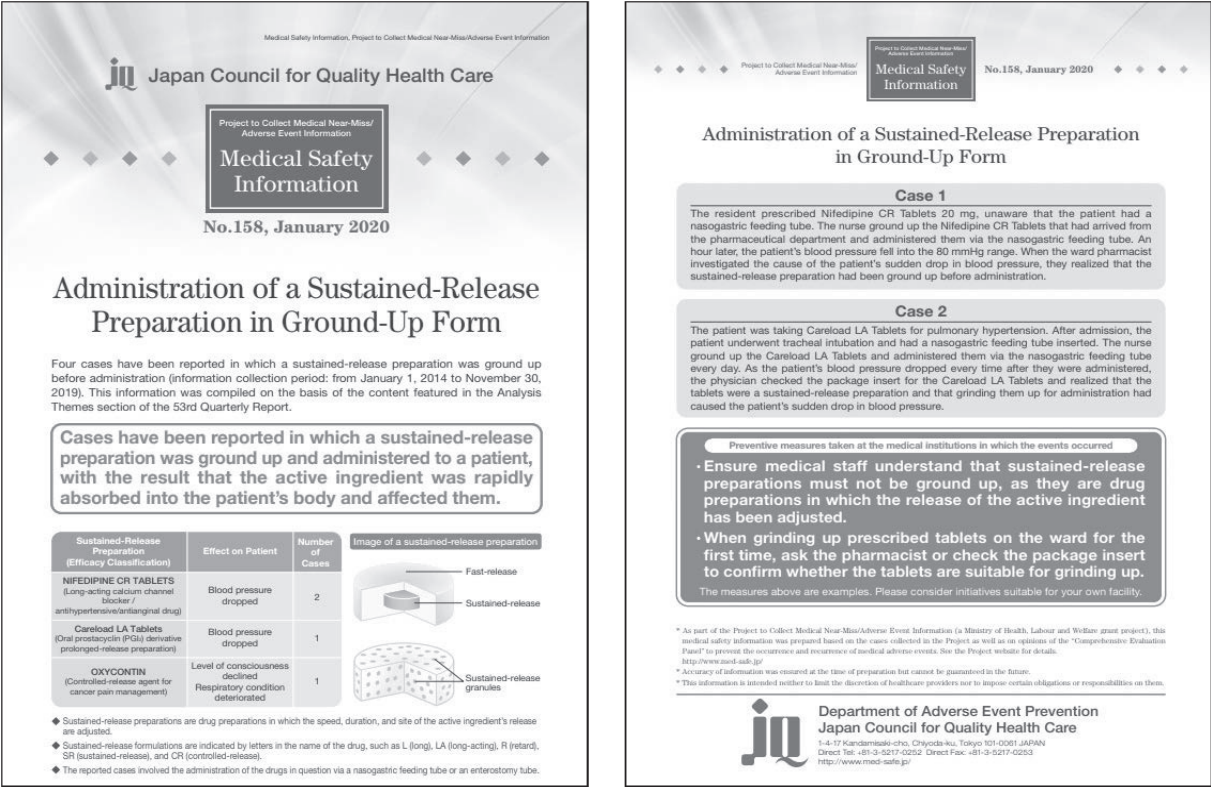 Medical Safety Information, Project to Collect Medical Near-Miss/Adverse Event Information
jq Japan Council for Quality Health Care
Project to Collect Medical Near-Miss/
Adverse Event Information
Medical Safety
Information
No.158, January 2020
Administration of a Sustained-Release
Preparation in Ground-Up Form
Four cases have been reported in which a sustained-release preparation was ground up
before administration (information collection period: from January 1, 2014 to November 30,
2019). This information was compiled on the basis of the content featured in the Analysis
Themes section of the 53rd Quarterly Report.
Cases have been reported in which a sustained-release
preparation was ground up and administered to a patient,
with the result that the active ingredient was rapidly
absorbed into the patient's body and affected them.
Sustained-Release
Preparation
(Efficacy Classification)
Effect on Patient
Number
of
Cases
NIFEDIPINE CR TABLETS
(Long-acting calcium channel
blocker /
antihypertensive/antianginal drug)
Blood pressure
dropped
2
Careload LA Tablets
(Oral prostacyclin (PGI₂) derivative
prolonged-release preparation)
Blood pressure
dropped
1
OXYCONTIN
(Controlled-release agent for
cancer pain management)
Level of consciousness
declined
Respiratory condition
deteriorated
1
Image of a sustained-release preparation
Fast-release
Sustained-release
Sustained-release
granules
◆ Sustained-release preparations are drug preparations in which the speed, duration, and site of the active ingredient's release
are adjusted.
◆ Sustained-release formulations are indicated by letters in the name of the drug, such as L (long), LA (long-acting), R (retard),
SR (sustained-release), and CR (controlled-release).
◆ The reported cases involved the administration of the drugs in question via a nasogastric feeding tube or an enterostomy tube.
Project to Collect Medical Near-Miss/
Adverse Event Information
Project to Collect Medical Near-Miss/
Adverse Event Information
Medical Safety
Information
No.158, January 2020
Administration of a Sustained-Release Preparation
in Ground-Up Form
Case 1
The resident prescribed Nifedipine CR Tablets 20 mg, unaware that the patient had a
nasogastric feeding tube. The nurse ground up the Nifedipine CR Tablets that had arrived from
the pharmaceutical department and administered them via the nasogastric feeding tube. An
hour later, the patient's blood pressure fell into the 80 mmHg range. When the ward pharmacist
investigated the cause of the patient's sudden drop in blood pressure, they realized that the
sustained-release preparation had been ground up before administration.
Case 2
The patient was taking Careload LA Tablets for pulmonary hypertension. After admission, the
patient underwent tracheal intubation and had a nasogastric feeding tube inserted. The nurse
ground up the Careload LA Tablets and administered them via the nasogastric feeding tube
every day. As the patient's blood pressure dropped every time after they were administered,
the physician checked the package insert for the Careload LA Tablets and realized that the
tablets were a sustained-release preparation and that grinding them up for administration had
caused the patient's sudden drop in blood pressure.
Preventive measures taken at the medical institutions in which the events occurred
・Ensure medical staff understand that sustained-release
preparations must not be ground up, as they are drug
preparations in which the release of the active ingredient
has been adjusted.
・When grinding up prescribed tablets on the ward for the
first time, ask the pharmacist or check the package insert
to confirm whether the tablets are suitable for grinding up.
The measures above are examples. Please consider initiatives suitable for your own facility.
* As part of the Project to Collect Medical Near-Miss/Adverse Event Information (a Ministry of Health, Labour and Welfare grant project), this
medical safety information was prepared based on the cases collected in the Project as well as on opinions of the "Comprehensive Evaluation
Panel" to prevent the occurrence and recurrence of medical adverse events. See the Project website for details.
http://www.med-safe.jp/
* Accuracy of information was ensured at the time of preparation but cannot be guaranteed in the future.
* This information is intended neither to limit the discretion of healthcare providers nor to impose certain obligations or responsibilities on them.
jq
Department of Adverse Event Prevention
Japan Council for Quality Health Care
1-4-17 Kandamisaki-cho, Chiyoda-ku, Tokyo 101-0061 JAPAN
Direct Tel: +81-3-5217-0252 Direct Fax: +81-3-5217-0253
http://www.med-safe.jp/